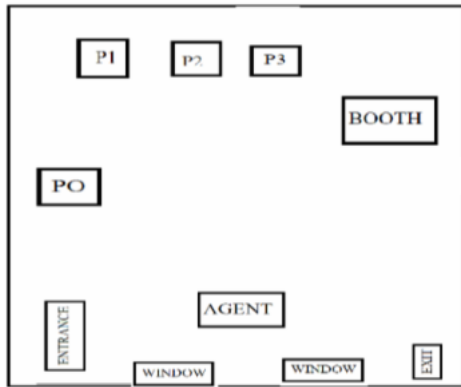 P1
P2
P3
BOOTH
PO
AGENT
ENTRANCE
WINDOW
WINDOW
EXIT